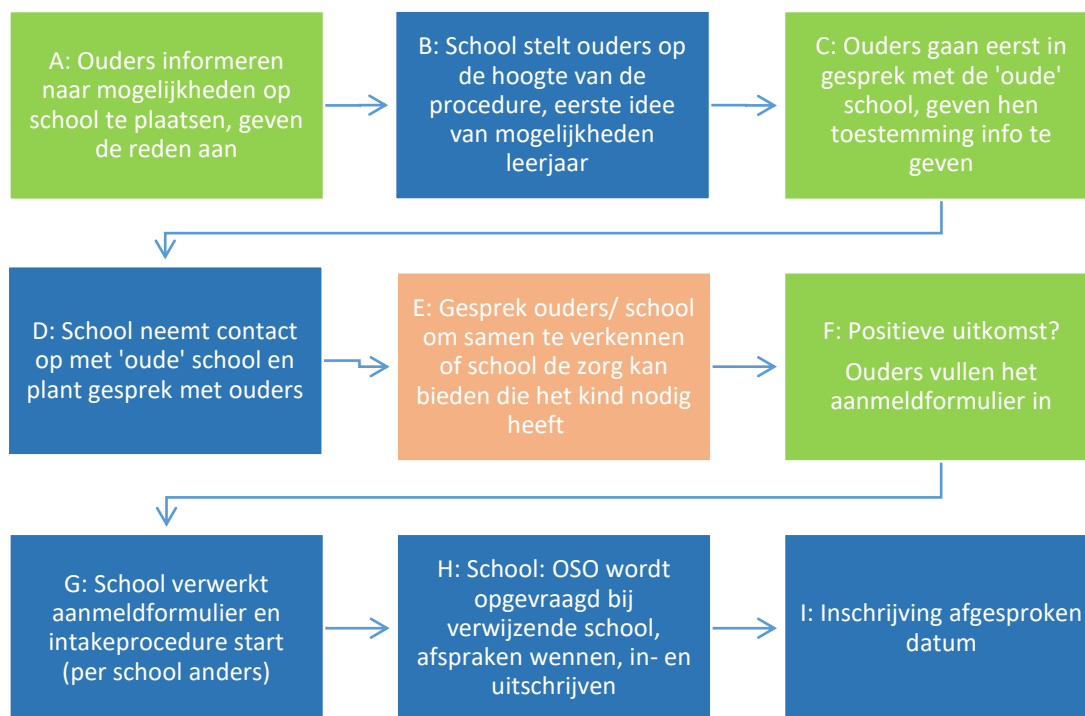 A: Ouders informeren
naar mogelijkheden op
school te plaatsen, geven
de reden aan
B: School stelt ouders op
de hoogte van de
procedure, eerste idee
van mogelijkheden
leerjaar
C: Ouders gaan eerst in
gesprek met de 'oude'
school, geven hen
toestemming info te
geven
D: School neemt contact
op met 'oude' school en
plant gesprek met ouders
E: Gesprek ouders/ school
om samen te verkennen
of school de zorg kan
bieden die het kind nodig
heeft
F: Positieve uitkomst?
Ouders vullen het
aanmeldformulier in
G: School verwerkt
aanmeldformulier en
intakeprocedure start
(per school anders)
H: School: OSO wordt
opgevraagd bij
verwijzende school,
afspraken wennen, in- en
uitschrijven
I: Inschrijving afgesproken
datum